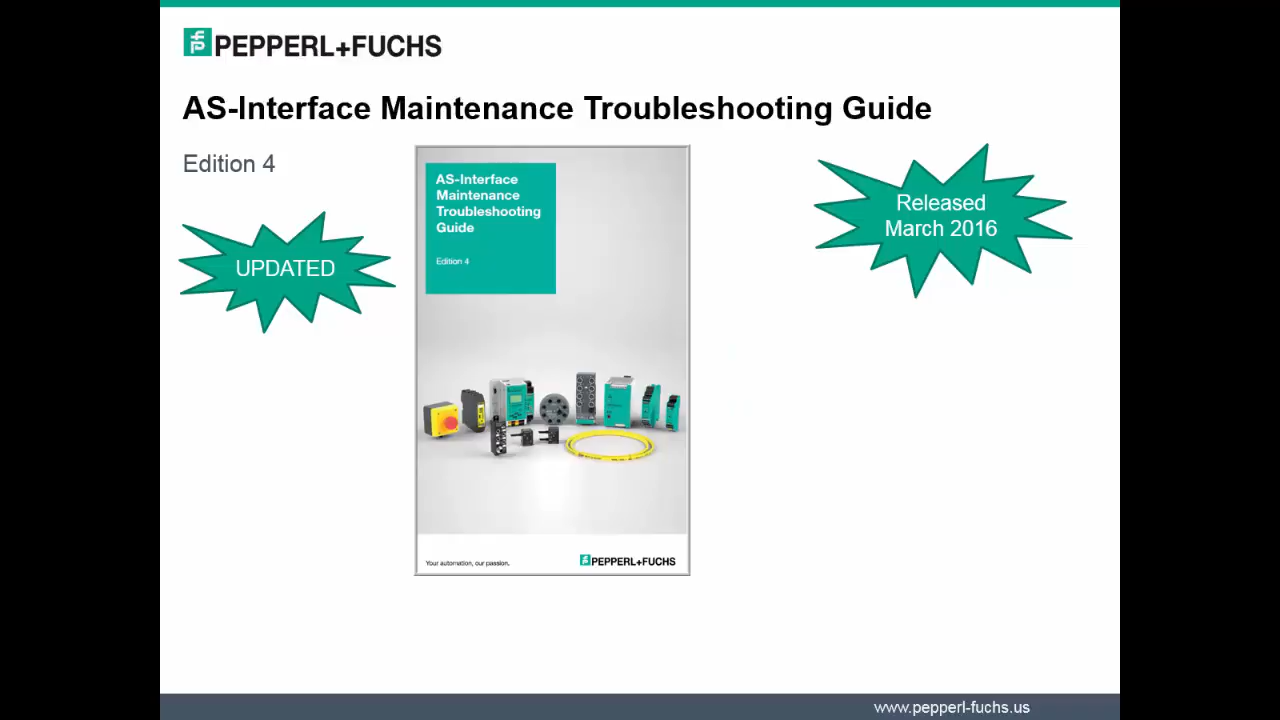 PEPPERL+FUCHS
AS-Interface Maintenance Troubleshooting Guide
Edition 4
UPDATED
AS-Interface
Maintenance
Troubleshooting
Guide
Edition 4
Your automation, our passion.
PEPPERL+FUCHS
Released
March 2016
www.pepperl-fuchs.us